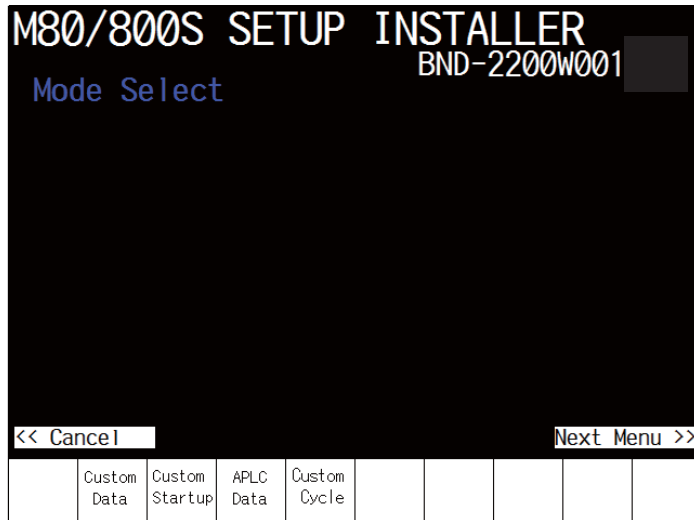 M80/800S SETUP INSTALLER
BND-2200W001
Mode Select
<< Cancel
Next Menu >>
Custom Data
Custom Startup
APLC Data
Custom Cycle